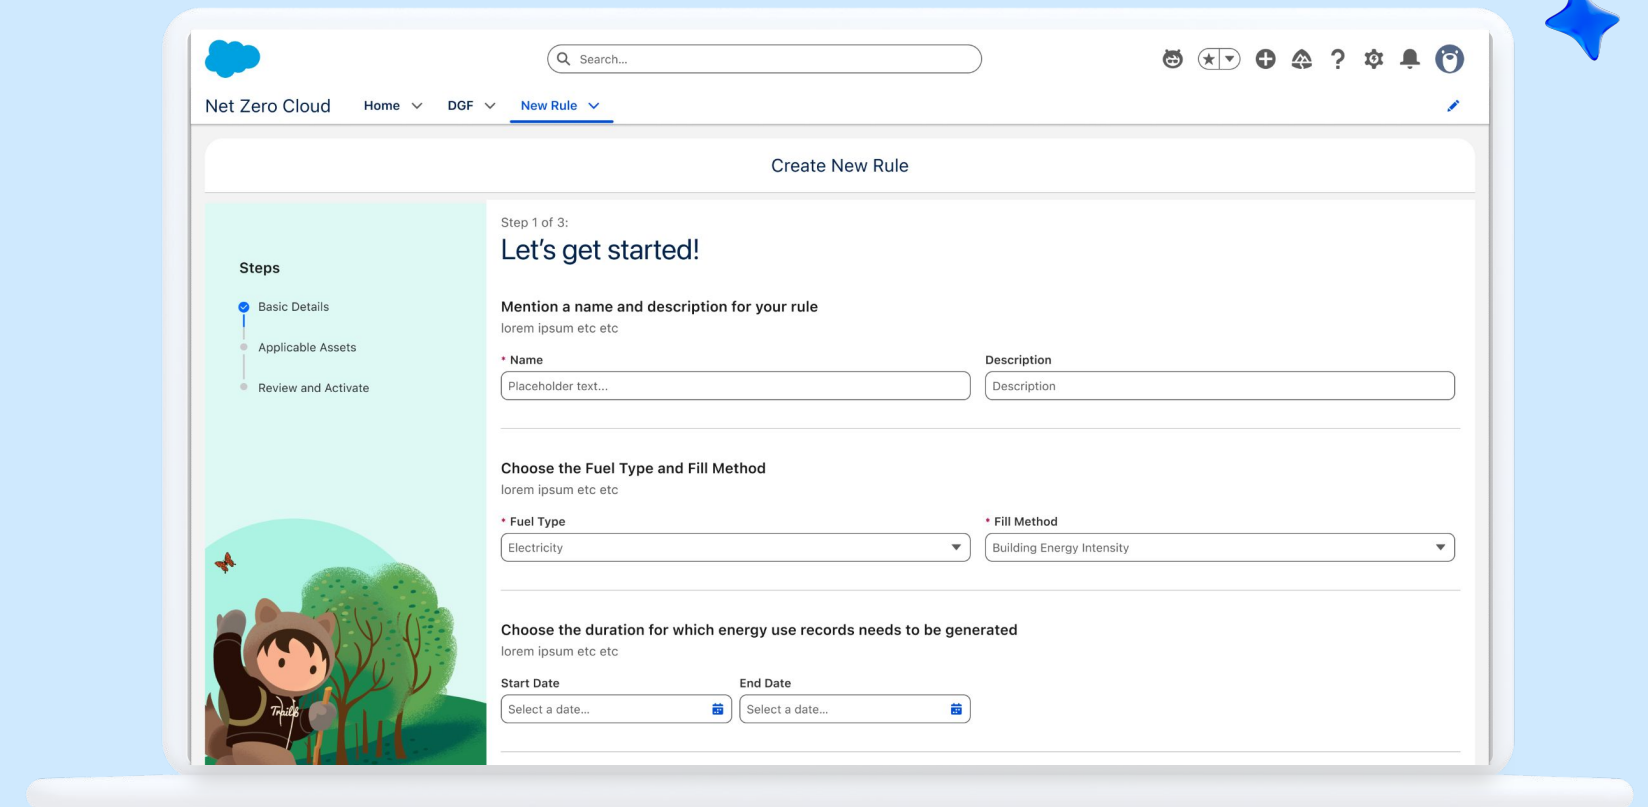 Search...
Net Zero Cloud Home DGF New Rule
Create New Rule
Steps
Basic Details
Applicable Assets
Review and Activate
Step 1 of 3:
Let's get started!
Mention a name and description for your rule
lorem ipsum etc etc
* Name Description
Placeholder text... Description
Choose the Fuel Type and Fill Method
lorem ipsum etc etc
* Fuel Type * Fill Method
Electricity Building Energy Intensity
Choose the duration for which energy use records needs to be generated
lorem ipsum etc etc
Start Date End Date
Select a date... Select a date...